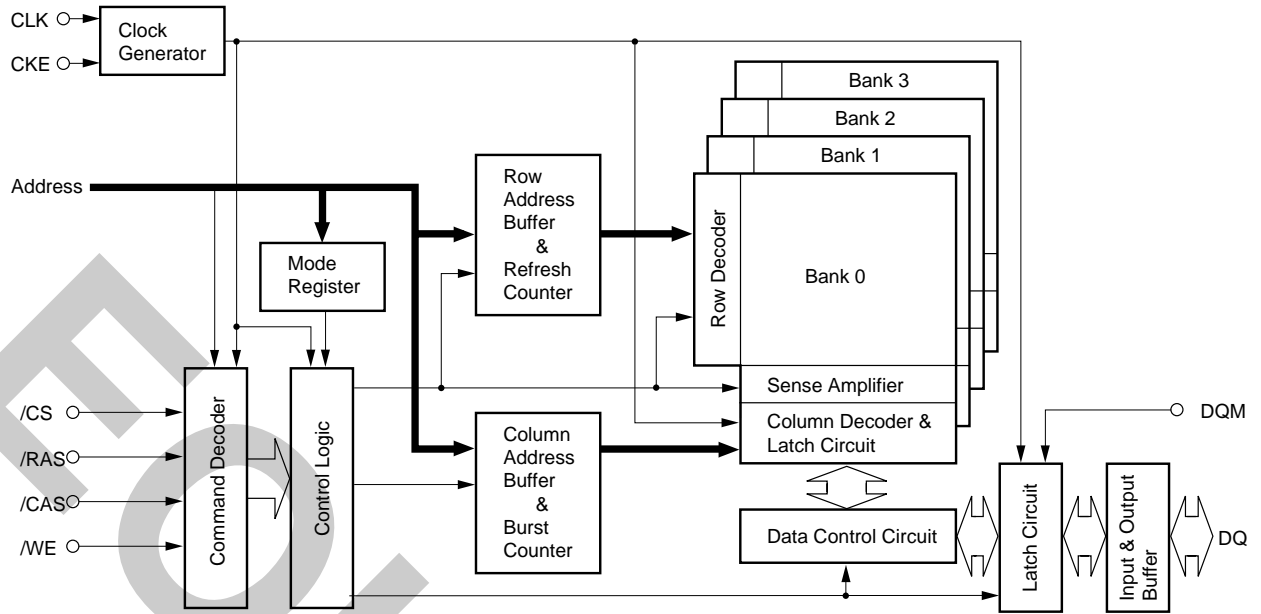 CLK
CKE
Clock
Generator
Bank 3
Bank 2
Bank 1
Address
Row
Address
Buffer
&
Refresh
Counter
Row Decoder
Bank 0
Mode
Register
Sense Amplifier
Column Decoder &
Latch Circuit
/CS
/RAS
/CAS
/WE
Command Decoder
Control Logic
Column
Address
Buffer
&
Burst
Counter
Data Control Circuit
Latch Circuit
Input & Output
Buffer
DQM
DQ